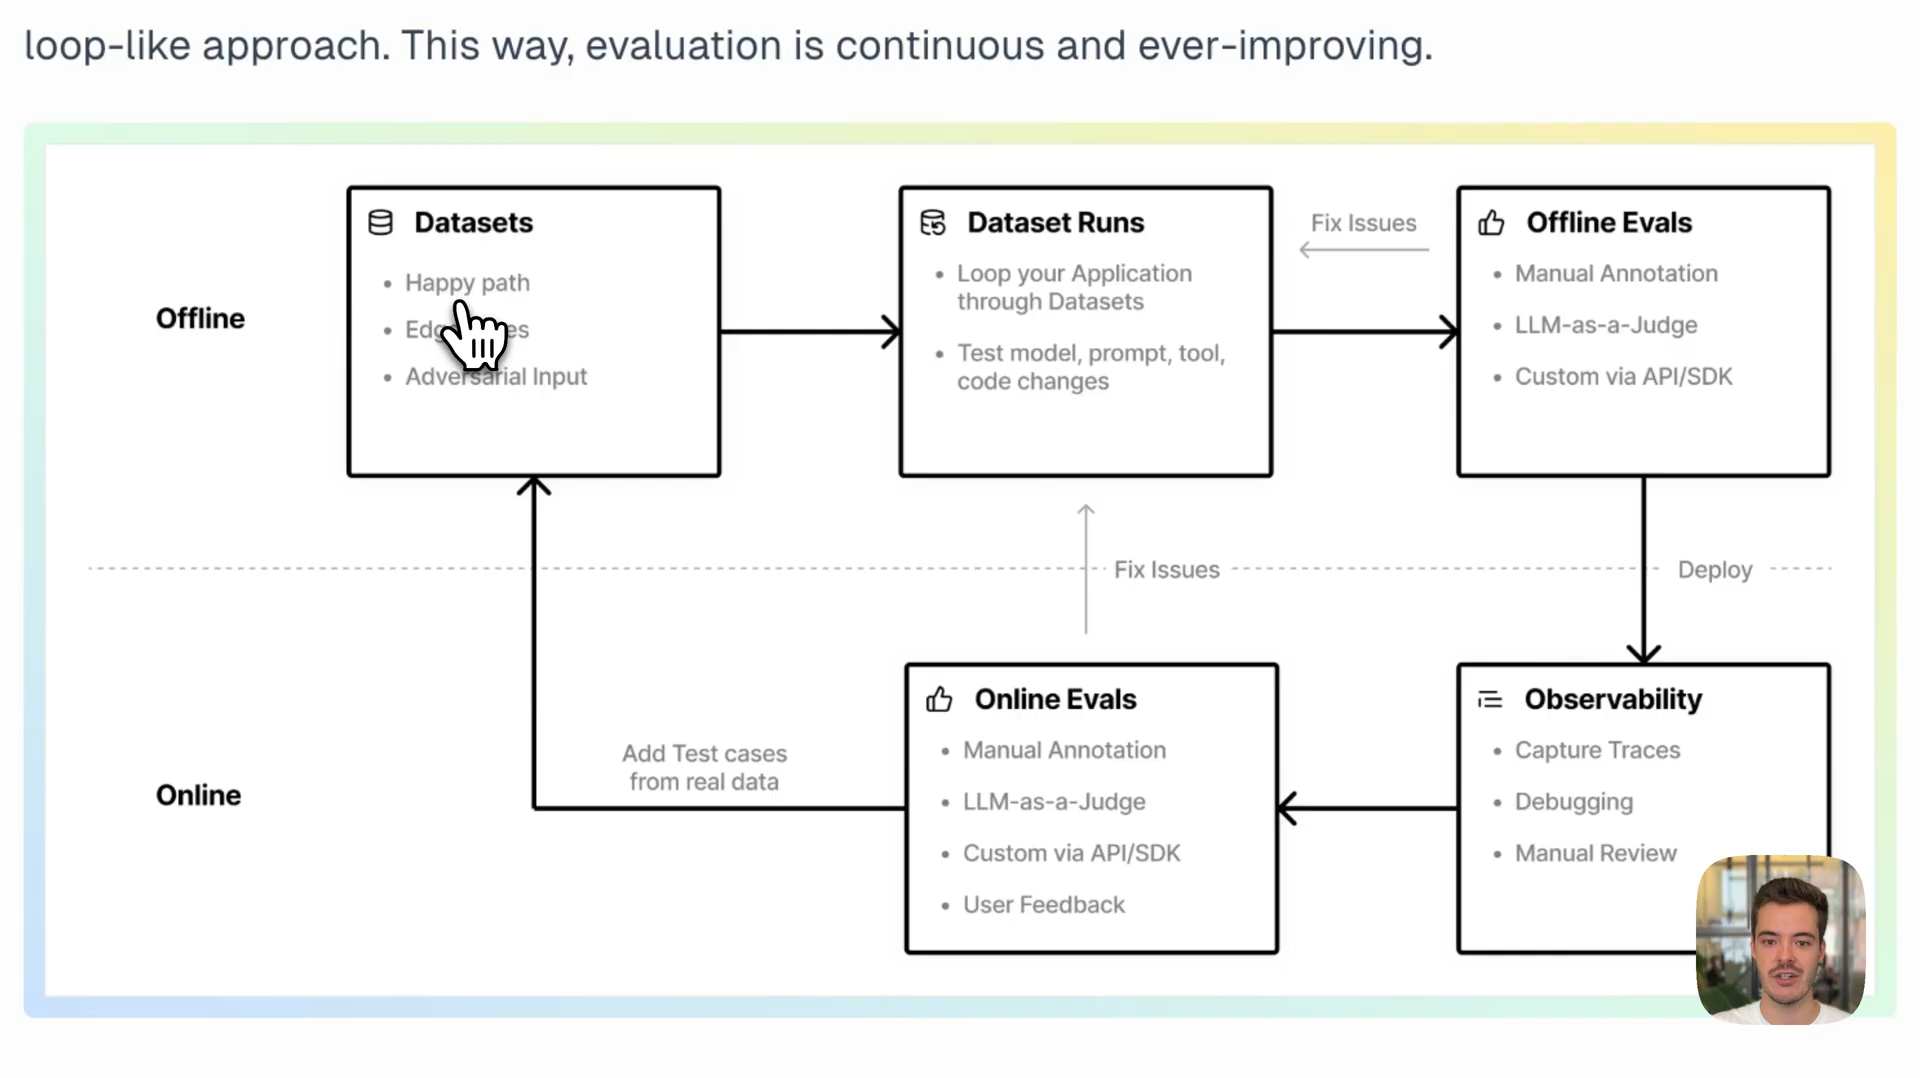 loop-like approach. This way, evaluation is continuous and ever-improving.
Offline
Datasets
Happy path
Adversarial Input
Dataset Runs
Loop your Application
through Datasets
Test model, prompt, tool,
code changes
Fix Issues
Offline Evals
Manual Annotation
LLM-as-a-Judge
Custom via API/SDK
Fix Issues
Deploy
Online
Add Test cases
from real data
Online Evals
Manual Annotation
LLM-as-a-Judge
Custom via API/SDK
User Feedback
Observability
Capture Traces
Debugging
Manual Review